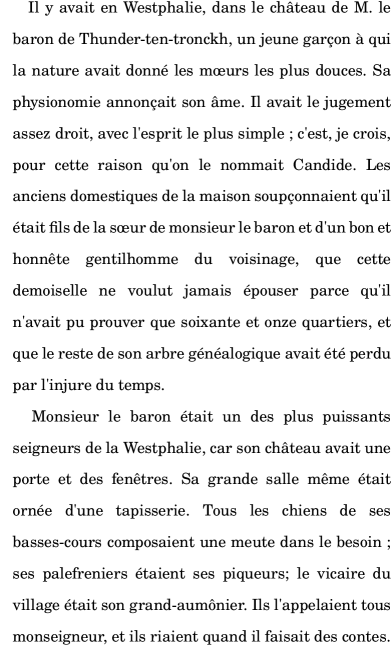 Il y avait en Westphalie, dans le château de M. le
baron de Thunder-ten-tronckh, un jeune garçon à qui
la nature avait donné les mœurs les plus douces. Sa
physionomie annonçait son âme. Il avait le jugement
assez droit, avec l'esprit le plus simple ; c'est, je crois,
pour cette raison qu'on le nommait Candide. Les
anciens domestiques de la maison soupçonnaient qu'il
était fils de la sœur de monsieur le baron et d'un bon et
honnête gentilhomme du voisinage, que cette
demoiselle ne voulut jamais épouser parce qu'il
n'avait pu prouver que soixante et onze quartiers, et
que le reste de son arbre généalogique avait été perdu
par l'injure du temps.
Monsieur le baron était un des plus puissants
seigneurs de la Westphalie, car son château avait une
porte et des fenêtres. Sa grande salle même était
ornée d'une tapisserie. Tous les chiens de ses
basses-cours composaient une meute dans le besoin ;
ses palefreniers étaient ses piqueurs; le vicaire du
village était son grand-aumônier. Ils l'appelaient tous
monseigneur, et ils riaient quand il faisait des contes.